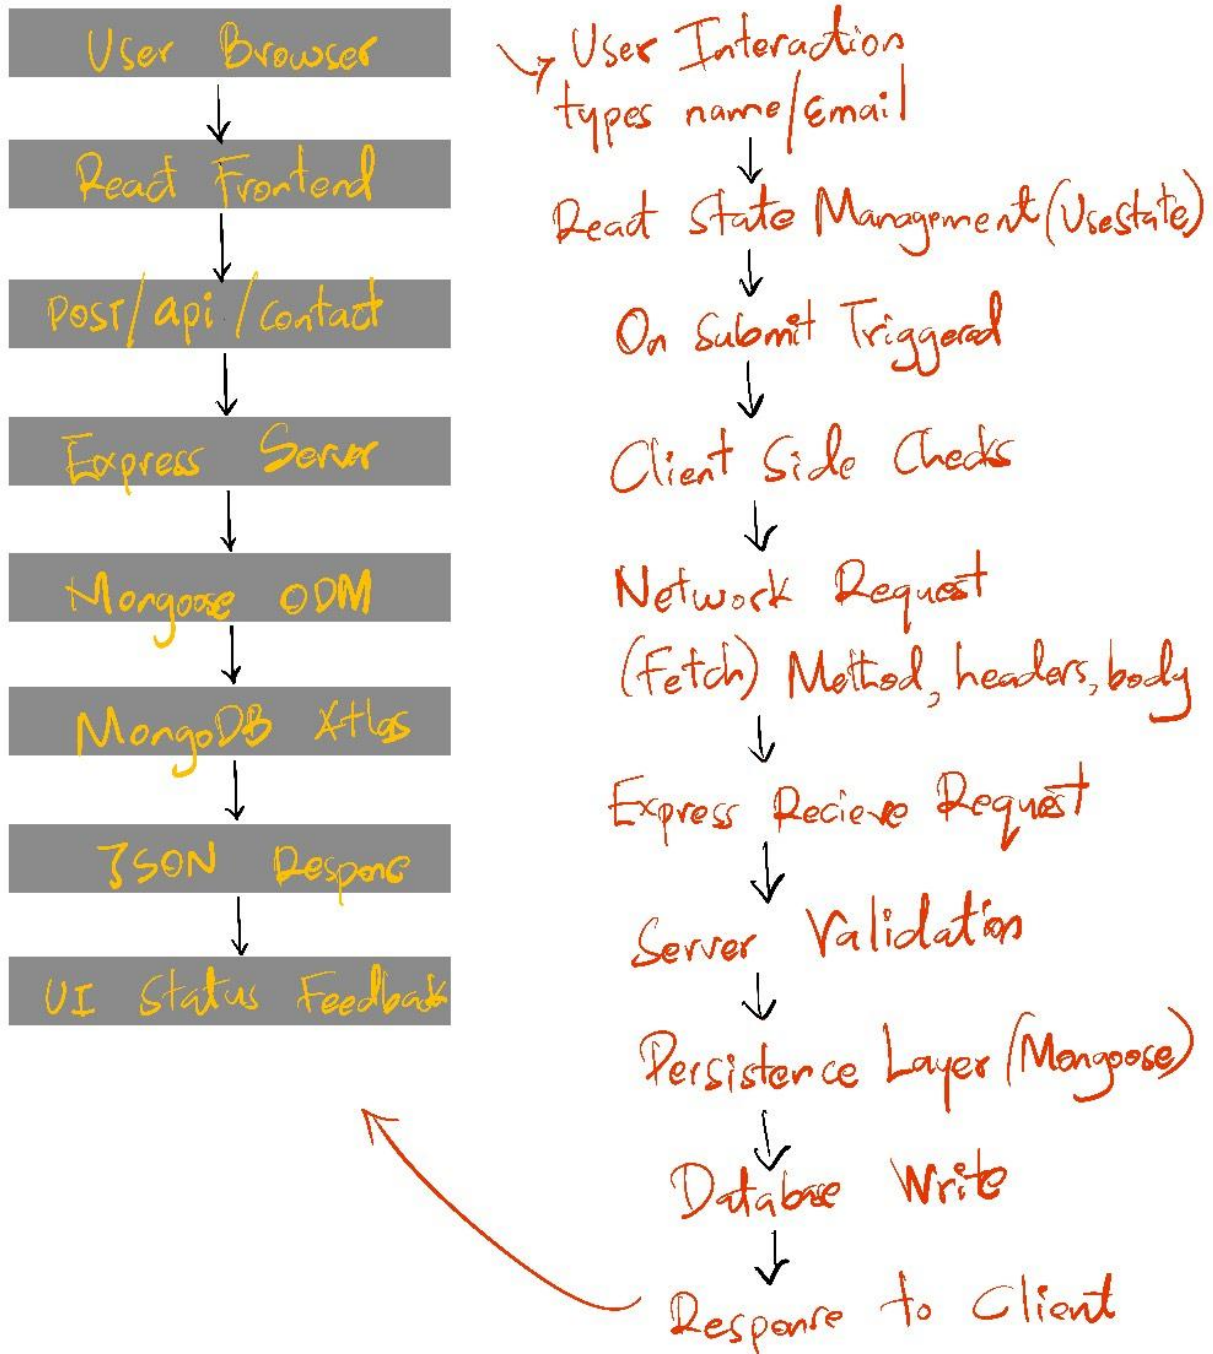 User Browser
React Frontend
POST/api/contact
Express Server
Mongoose ODM
MongoDB Atlas
JSON Respons
UI Status Feedback
User Interaction
types name/Email
React State Management (UseState)
On Submit Triggered
Client Side Checks
Network Request
(Fetch) Method, headers, body
Express Recieve Request
Server Validation
Persistence Layer (Mongoose)
Database Write
Response to Client